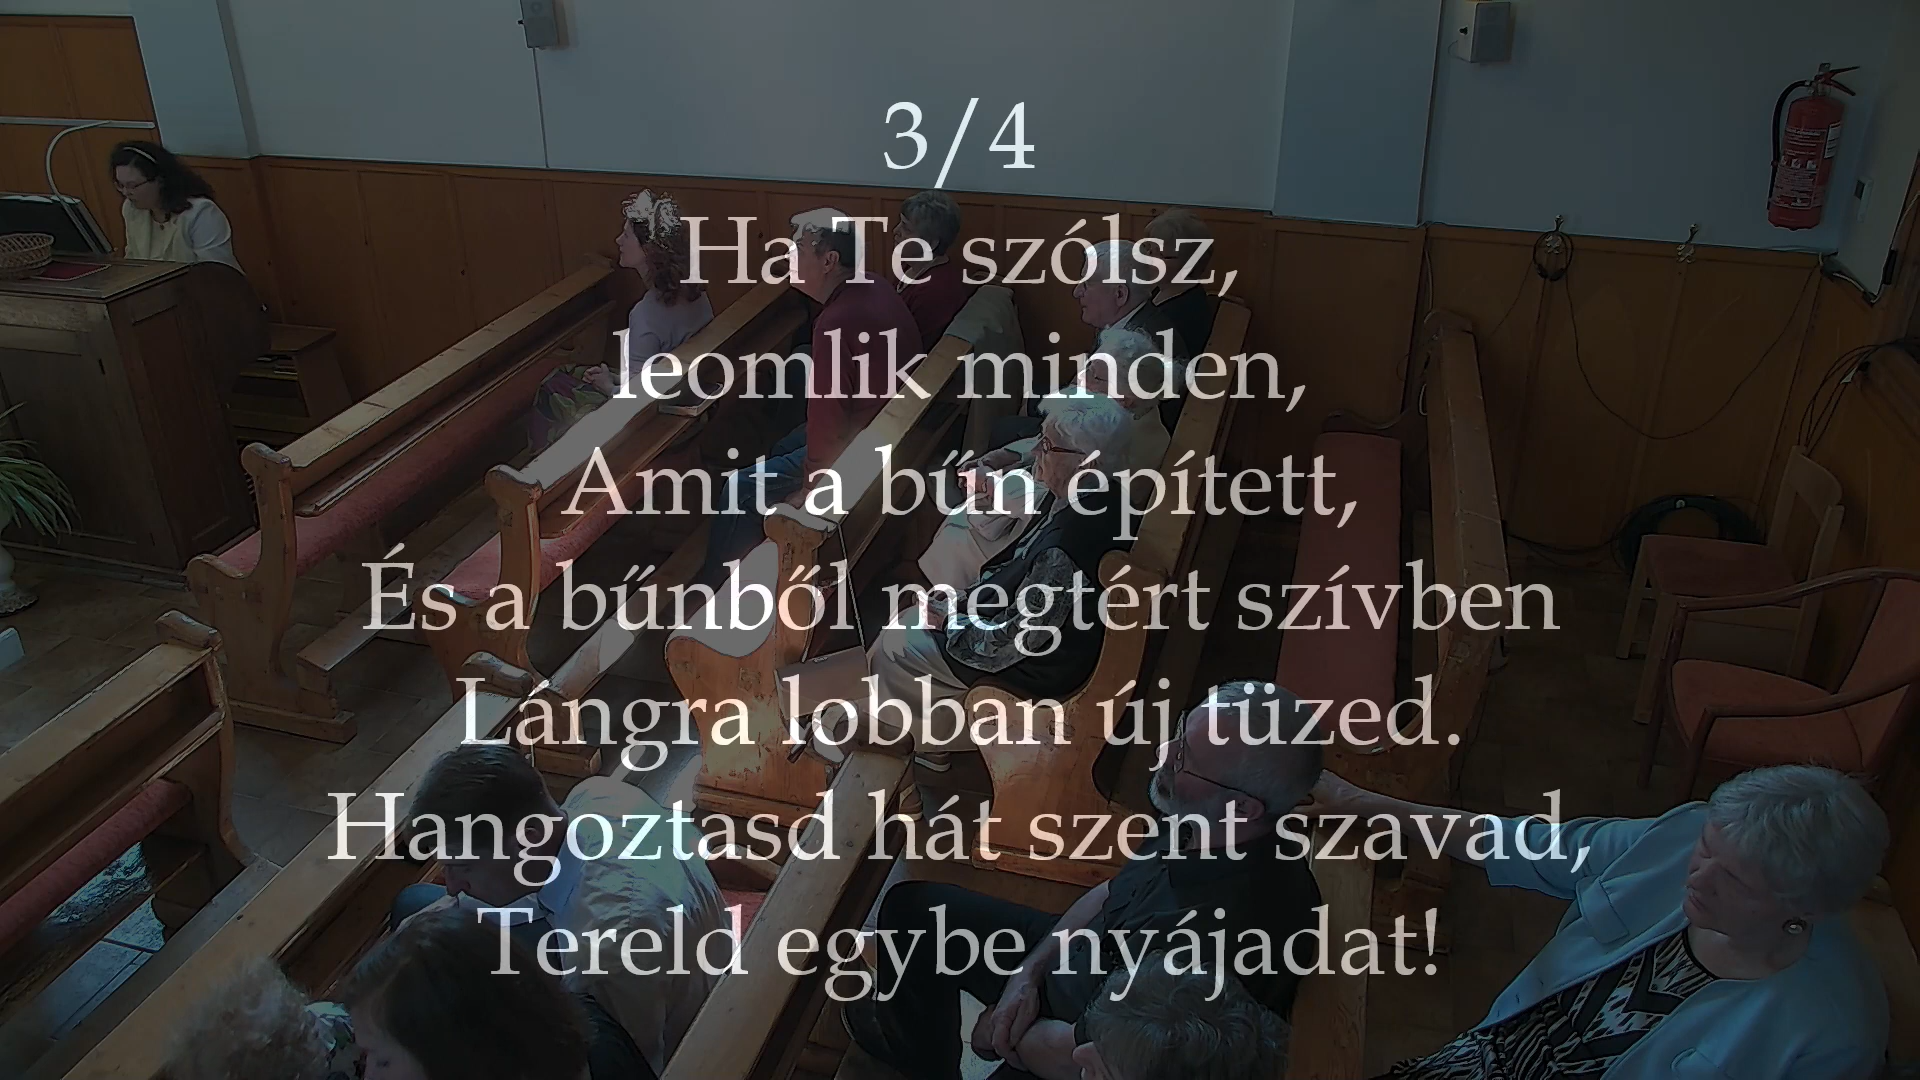 3/4
Ha Te szólsz,
leomlik minden,
Amit a bűn épített,
És a bűnből megtért szívben
Lángra lobban új tüzed.
Hangoztasd hát szent szavad,
Tereld egybe nyájadat!